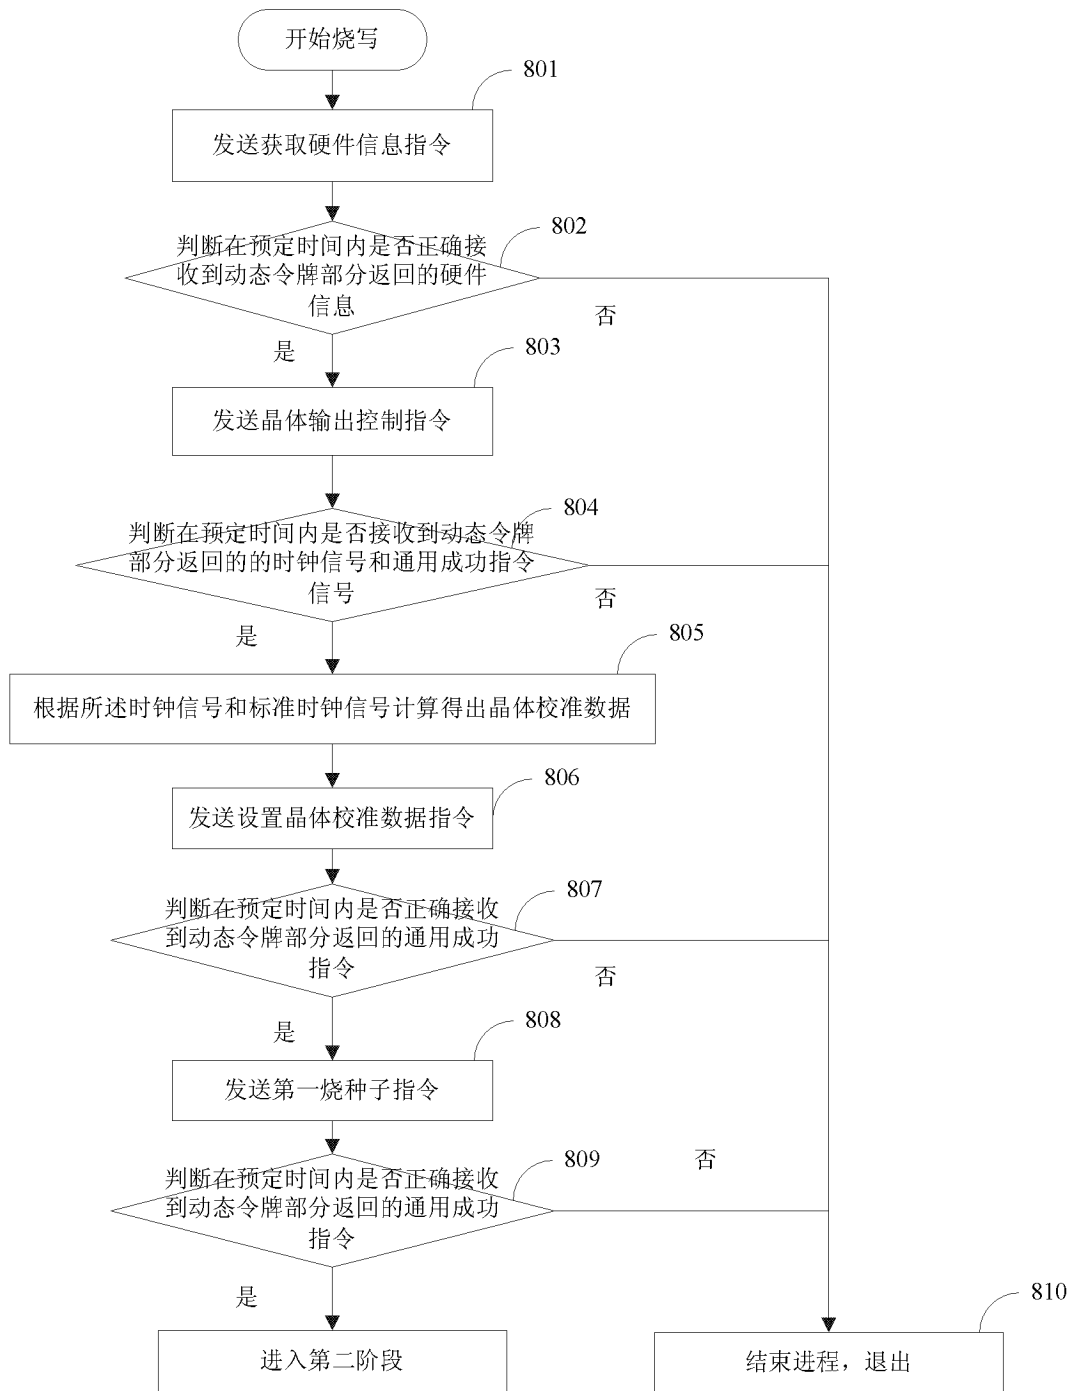 开始烧写
801
发送获取硬件信息指令
802
判断在预定时间内是否正确接
收到动态令牌部分返回的硬件
信息
否
是
803
发送晶体输出控制指令
804
判断在预定时间内是否接收到动态令牌
部分返回的的时钟信号和通用成功指令
信号
否
是
805
根据所述时钟信号和标准时钟信号计算得出晶体校准数据
806
发送设置晶体校准数据指令
807
判断在预定时间内是否正确接收
到动态令牌部分返回的通用成功
指令
否
是
808
发送第一烧种子指令
809
判断在预定时间内是否正确接收
到动态令牌部分返回的通用成功
指令
否
是
810
进入第二阶段
结束进程，退出